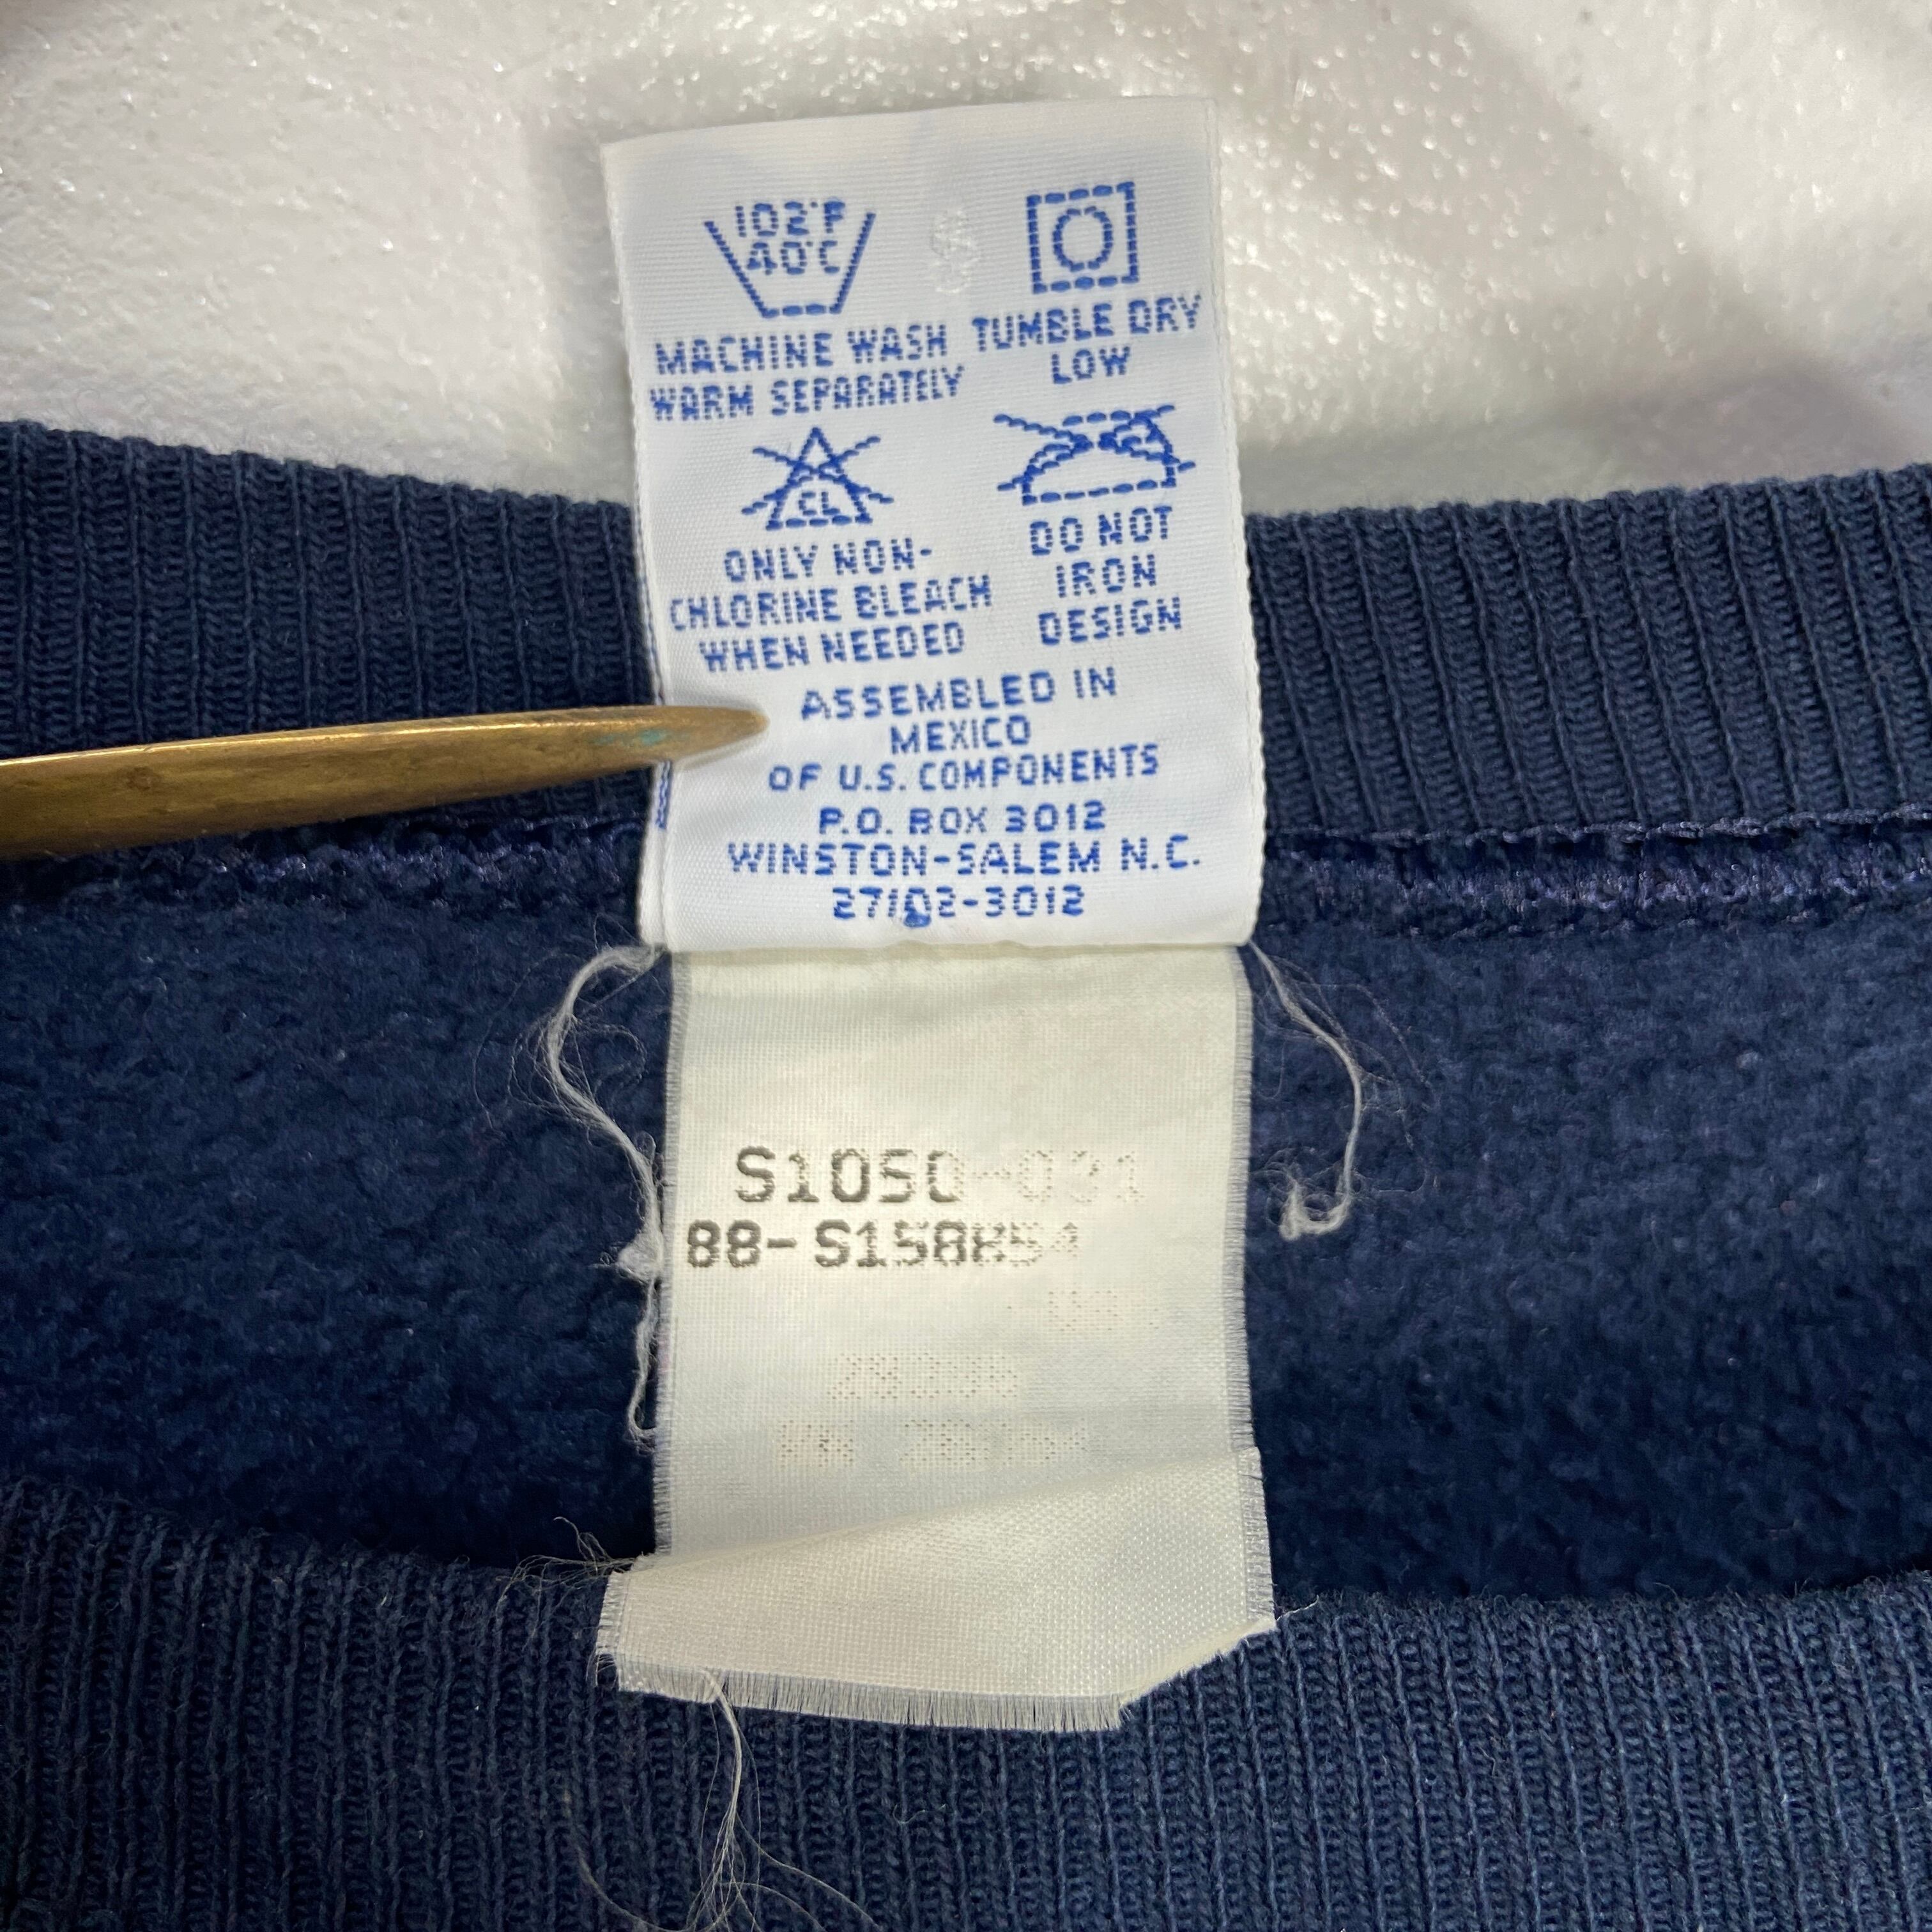 102°F
40°C
MACHINE WASH
WARM SEPARATELY
TUMBLE DRY
LOW
CL
ONLY NON-
CHLORINE BLEACH
WHEN NEEDED
DO NOT
IRON
DESIGN
ASSEMBLED IN
MEXICO
OF U.S. COMPONENTS
P.O. BOX 3012
WINSTON-SALEM N.C.
27102-3012
S1050-031